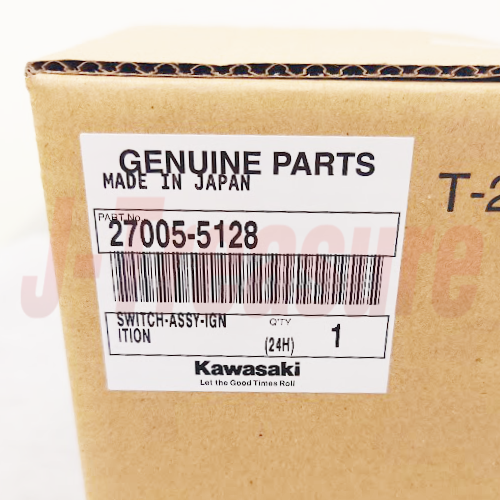 GENUINE PARTS
MADE IN JAPAN
PART No.
27005-5128
SWITCH-ASSY-IGN
ITION
Q'TY
(24H) 1
Kawasaki
Let the Good Times Roll
T-2
J-Treasure